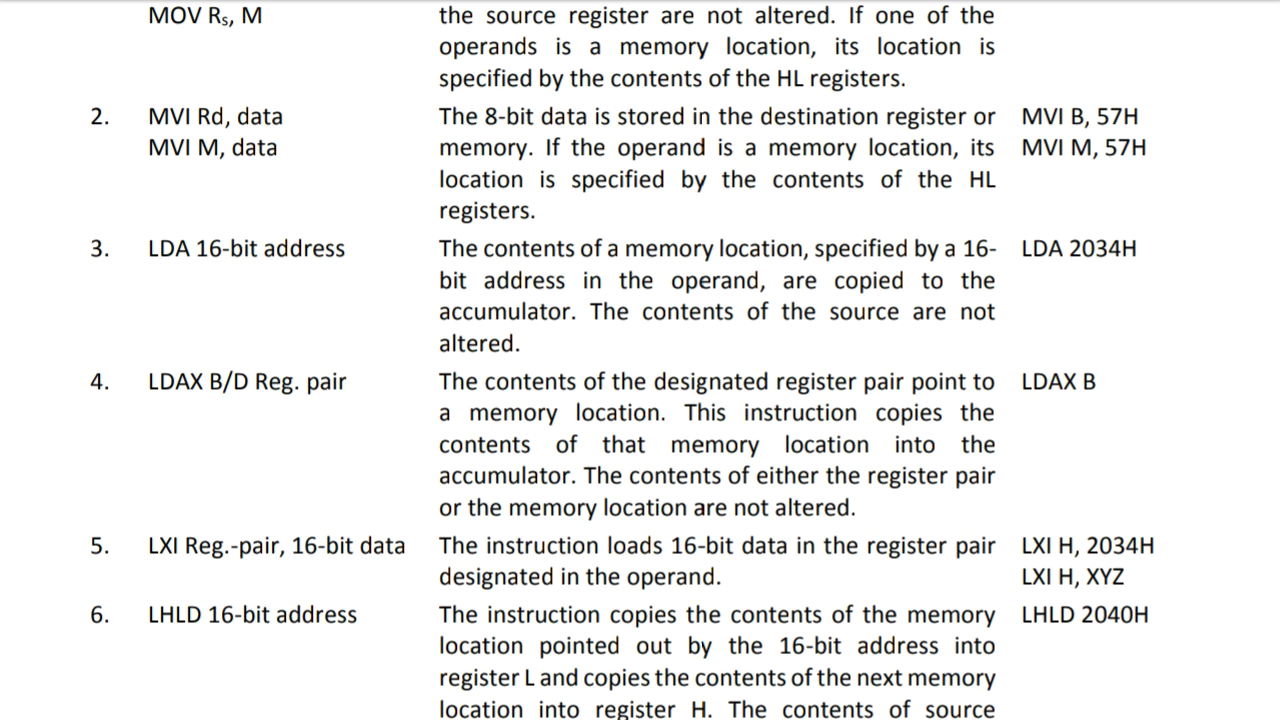 MOV Rs, M the source register are not altered. If one of the
operands is a memory location, its location is
specified by the contents of the HL registers.
2. MVI Rd, data The 8-bit data is stored in the destination register or MVI B, 57H
MVI M, data memory. If the operand is a memory location, its MVI M, 57H
location is specified by the contents of the HL
registers.
3. LDA 16-bit address The contents of a memory location, specified by a 16- LDA 2034H
bit address in the operand, are copied to the
accumulator. The contents of the source are not
altered.
4. LDAX B/D Reg. pair The contents of the designated register pair point to LDAX B
a memory location. This instruction copies the
contents of that memory location into the
accumulator. The contents of either the register pair
or the memory location are not altered.
5. LXI Reg.-pair, 16-bit data The instruction loads 16-bit data in the register pair LXI H, 2034H
designated in the operand. LXI H, XYZ
6. LHLD 16-bit address The instruction copies the contents of the memory LHLD 2040H
location pointed out by the 16-bit address into
register L and copies the contents of the next memory
location into register H. The contents of source